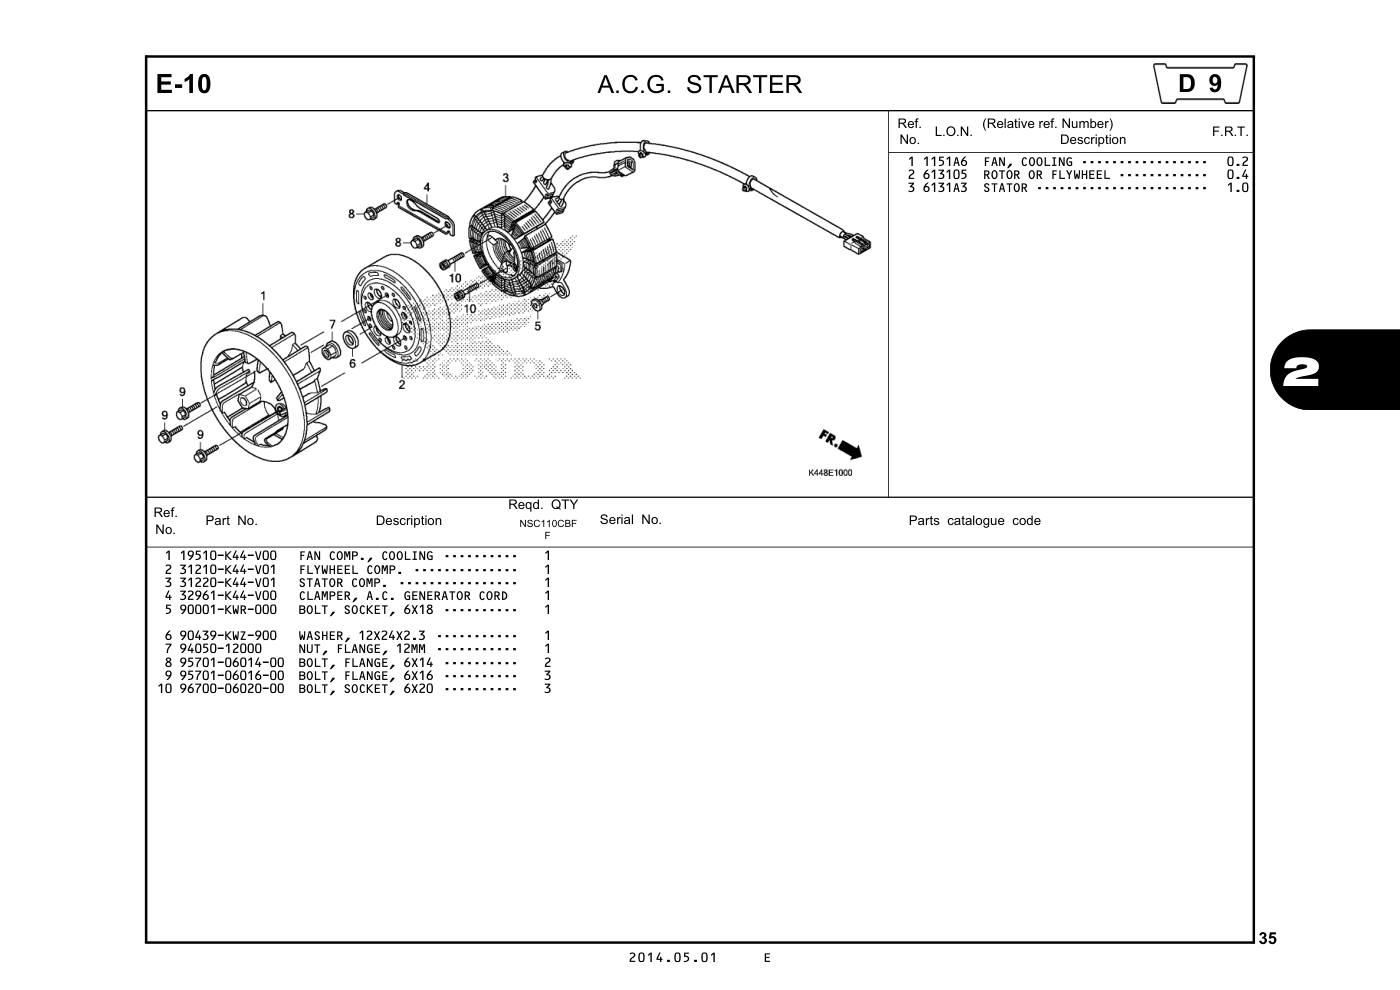 E-10 A.C.G. STARTER D 9
Ref. No. L.O.N. (Relative ref. Number) Description F.R.T.
1 1151A6 FAN, COOLING ----------------- 0.2
2 6131O5 ROTOR OR FLYWHEEL ------------ 0.4
3 6131A3 STATOR ----------------------- 1.0
4
3
8
8
10
10
5
1
7
6
2
9
9
9
HONDA
FR.
K448E1000
2
Ref. No. Part No. Description Reqd. QTY NSC110CBF F Serial No. Parts catalogue code
1 19510-K44-V00 FAN COMP., COOLING ---------- 1
2 31210-K44-V01 FLYWHEEL COMP. -------------- 1
3 31220-K44-V01 STATOR COMP. ---------------- 1
4 32961-K44-V00 CLAMPER, A.C. GENERATOR CORD 1
5 90001-KWR-000 BOLT, SOCKET, 6X18 ---------- 1
6 90439-KWZ-900 WASHER, 12X24X2.3 ----------- 1
7 94050-12000 NUT, FLANGE, 12MM ----------- 1
8 95701-06014-00 BOLT, FLANGE, 6X14 ---------- 2
9 95701-06016-00 BOLT, FLANGE, 6X16 ---------- 3
10 96700-06020-00 BOLT, SOCKET, 6X20 ---------- 3
35
2014.05.01 E